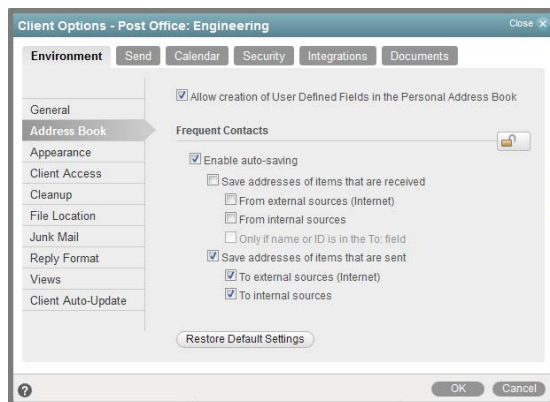 Client Options - Post Office: Engineering
Close
Environment Send Calendar Security Integrations Documents
General
Address Book
Appearance
Client Access
Cleanup
File Location
Junk Mail
Reply Format
Views
Client Auto-Update
Allow creation of User Defined Fields in the Personal Address Book
Frequent Contacts
Enable auto-saving
Save addresses of items that are received
From external sources (Internet)
From internal sources
Only if name or ID is in the To: field
Save addresses of items that are sent
To external sources (Internet)
To internal sources
Restore Default Settings
OK Cancel